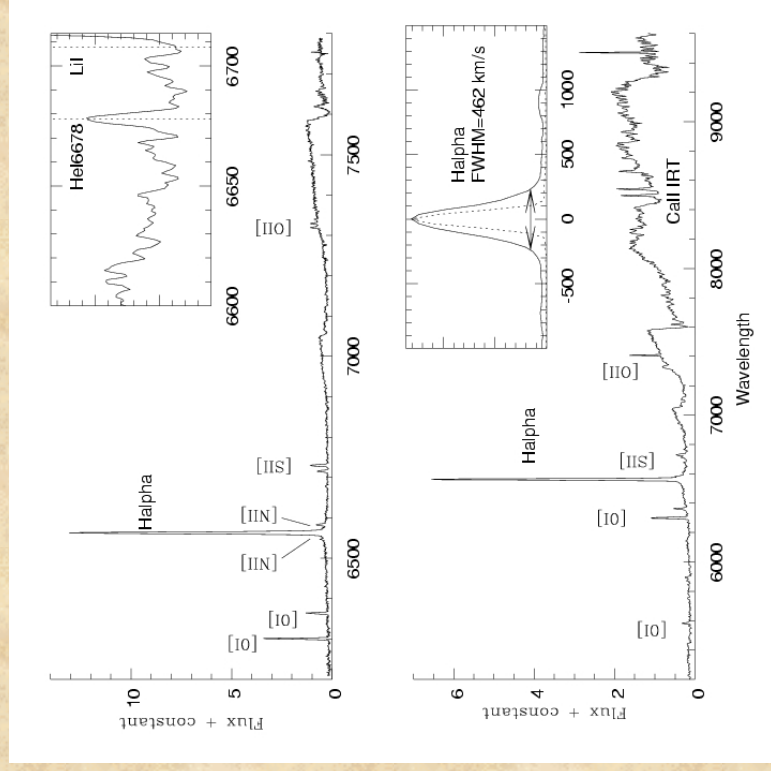 HeI6678
LiI
6600
6650
6700
Halpha
[OI]
[OI]
[NII]
[NII]
[SII]
[OII]
0
5
10
Flux + constant
6500
7000
7500
Halpha
FWHM=462 km/s
-500
0
500
1000
Halpha
[OI]
[OI]
[SII]
[OII]
CaII IRT
0
2
4
6
Flux + constant
6000
7000
8000
9000
Wavelength